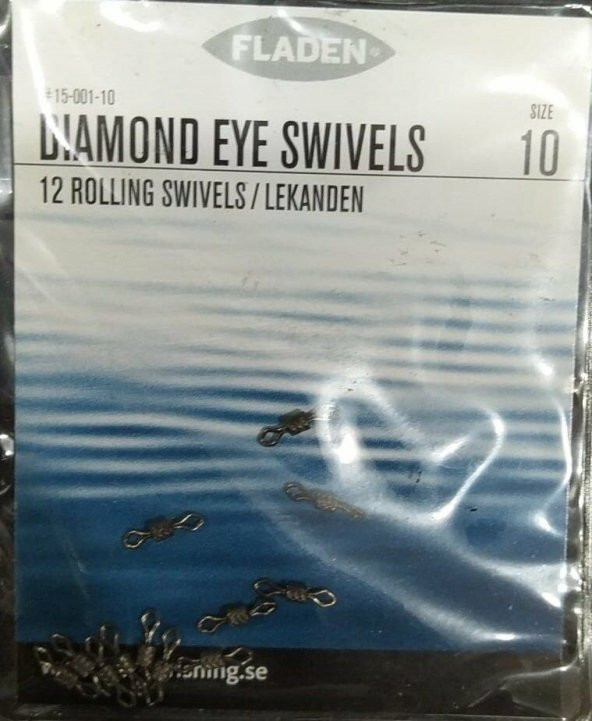 FLADEN®
#15-001-10
DIAMOND EYE SWIVELS
SIZE
10
12 ROLLING SWIVELS / LEKANDEN